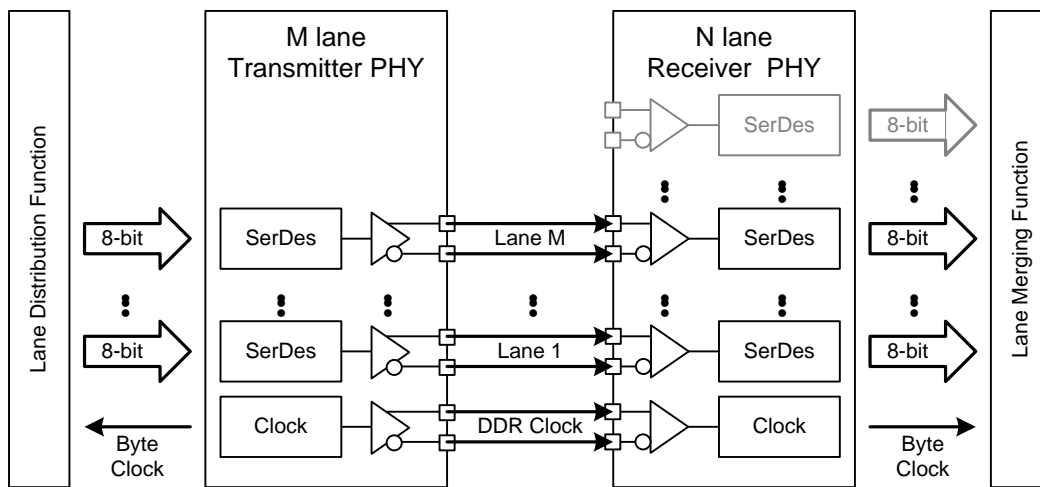 Lane Distribution Function
M lane
Transmitter PHY
N lane
Receiver PHY
SerDes
8-bit
8-bit
SerDes
Lane M
SerDes
8-bit
8-bit
SerDes
Lane 1
SerDes
8-bit
Byte
Clock
Clock
DDR Clock
Clock
Byte
Clock
Lane Merging Function